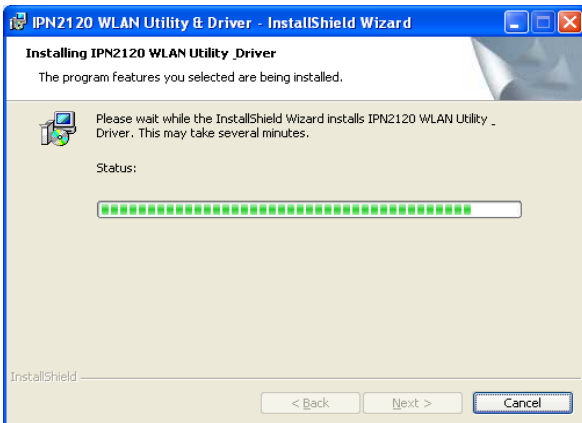 IPN2120 WLAN Utility & Driver - InstallShield Wizard
Installing IPN2120 WLAN Utility _Driver
The program features you selected are being installed.
Please wait while the InstallShield Wizard installs IPN2120 WLAN Utility _
Driver. This may take several minutes.
Status:
InstallShield
< Back Next > Cancel